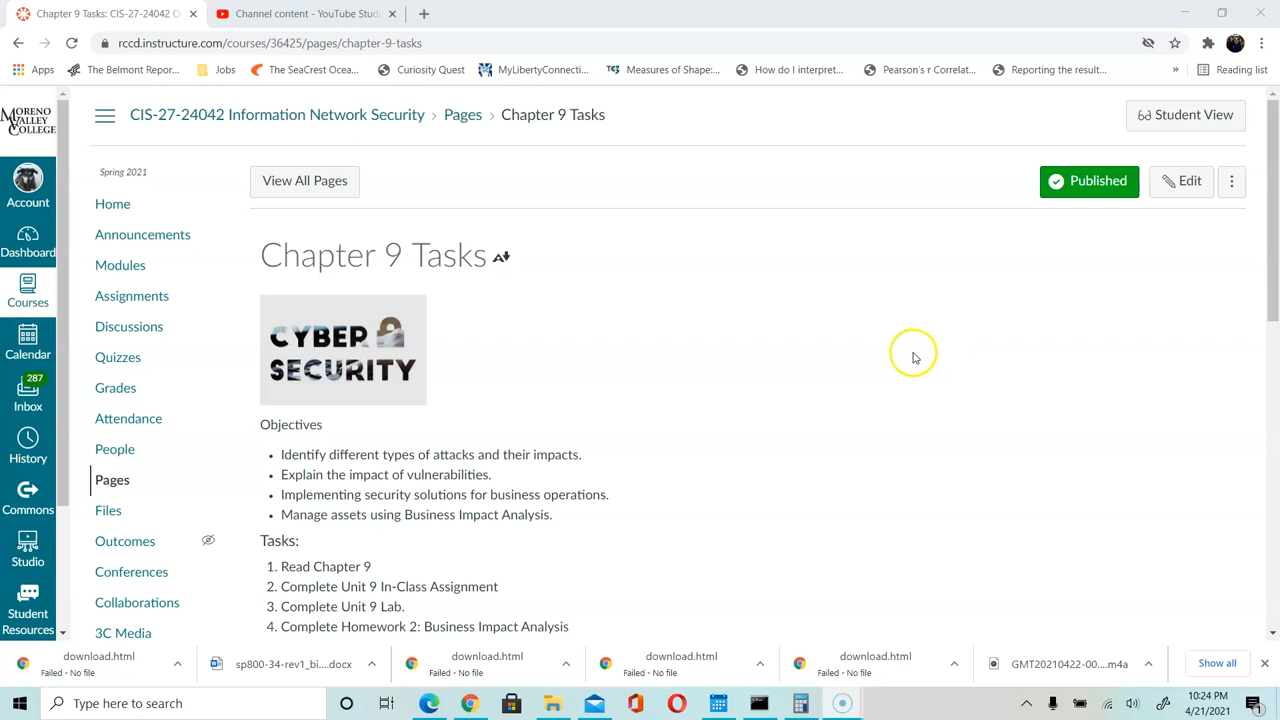 Chapter 9 Tasks: CIS-27-24042 O
Channel content - YouTube Stud
rccd.instructure.com/courses/36425/pages/chapter-9-tasks
Apps
The Belmont Repor...
Jobs
The SeaCrest Ocea...
Curiosity Quest
MyLibertyConnecti...
TCS
Measures of Shape:...
How do I interpret...
Pearson's r Correlat...
Reporting the result...
»
Reading list
MORENO
VALLEY
COLLEGE
CIS-27-24042 Information Network Security › Pages › Chapter 9 Tasks
Student View
Account
Dashboard
Courses
Calendar
287
Inbox
History
Commons
Studio
Student
Resources
Spring 2021
Home
Announcements
Modules
Assignments
Discussions
Quizzes
Grades
Attendance
People
Pages
Files
Outcomes
Conferences
Collaborations
3C Media
View All Pages
Published
Edit
Chapter 9 Tasks
CYBER
SECURITY
Objectives
• Identify different types of attacks and their impacts.
• Explain the impact of vulnerabilities.
• Implementing security solutions for business operations.
• Manage assets using Business Impact Analysis.
Tasks:
1. Read Chapter 9
2. Complete Unit 9 In-Class Assignment
3. Complete Unit 9 Lab.
4. Complete Homework 2: Business Impact Analysis
download.html
Failed - No file
sp800-34-rev1_bi....docx
download.html
Failed - No file
download.html
Failed - No file
download.html
Failed - No file
GMT20210422-00....m4a
Show all
Type here to search
10:24 PM
4/21/2021
1